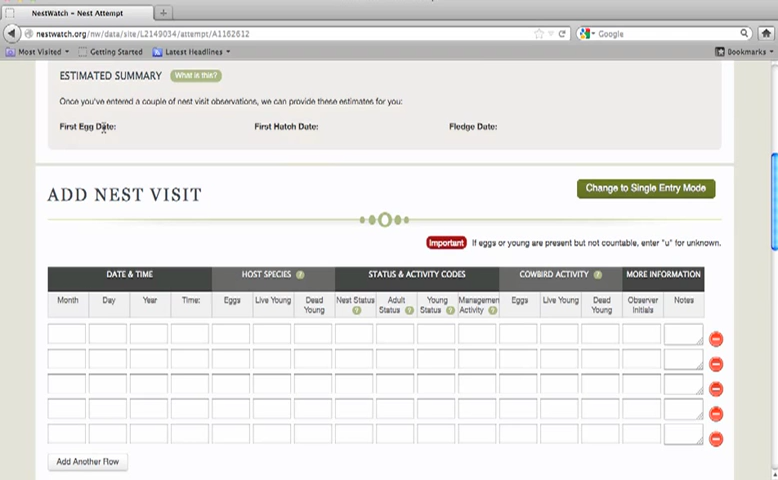 NestWatch – Nest Attempt
nestwatch.org/nw/data/site/L2149034/attempt/A1162612
Google
Most Visited
Getting Started
Latest Headlines
Bookmarks
ESTIMATED SUMMARY What is this?
Once you've entered a couple of nest visit observations, we can provide these estimates for you:
First Egg Date: First Hatch Date: Fledge Date:
ADD NEST VISIT
Change to Single Entry Mode
Important If eggs or young are present but not countable, enter "u" for unknown.
DATE & TIME HOST SPECIES ? STATUS & ACTIVITY CODES COWBIRD ACTIVITY ? MORE INFORMATION
Month Day Year Time: Eggs Live Young Dead Young Nest Status ? Adult Status ? Young Status ? Managemen Activity ? Eggs Live Young Dead Young Observer Initials Notes
Add Another Row